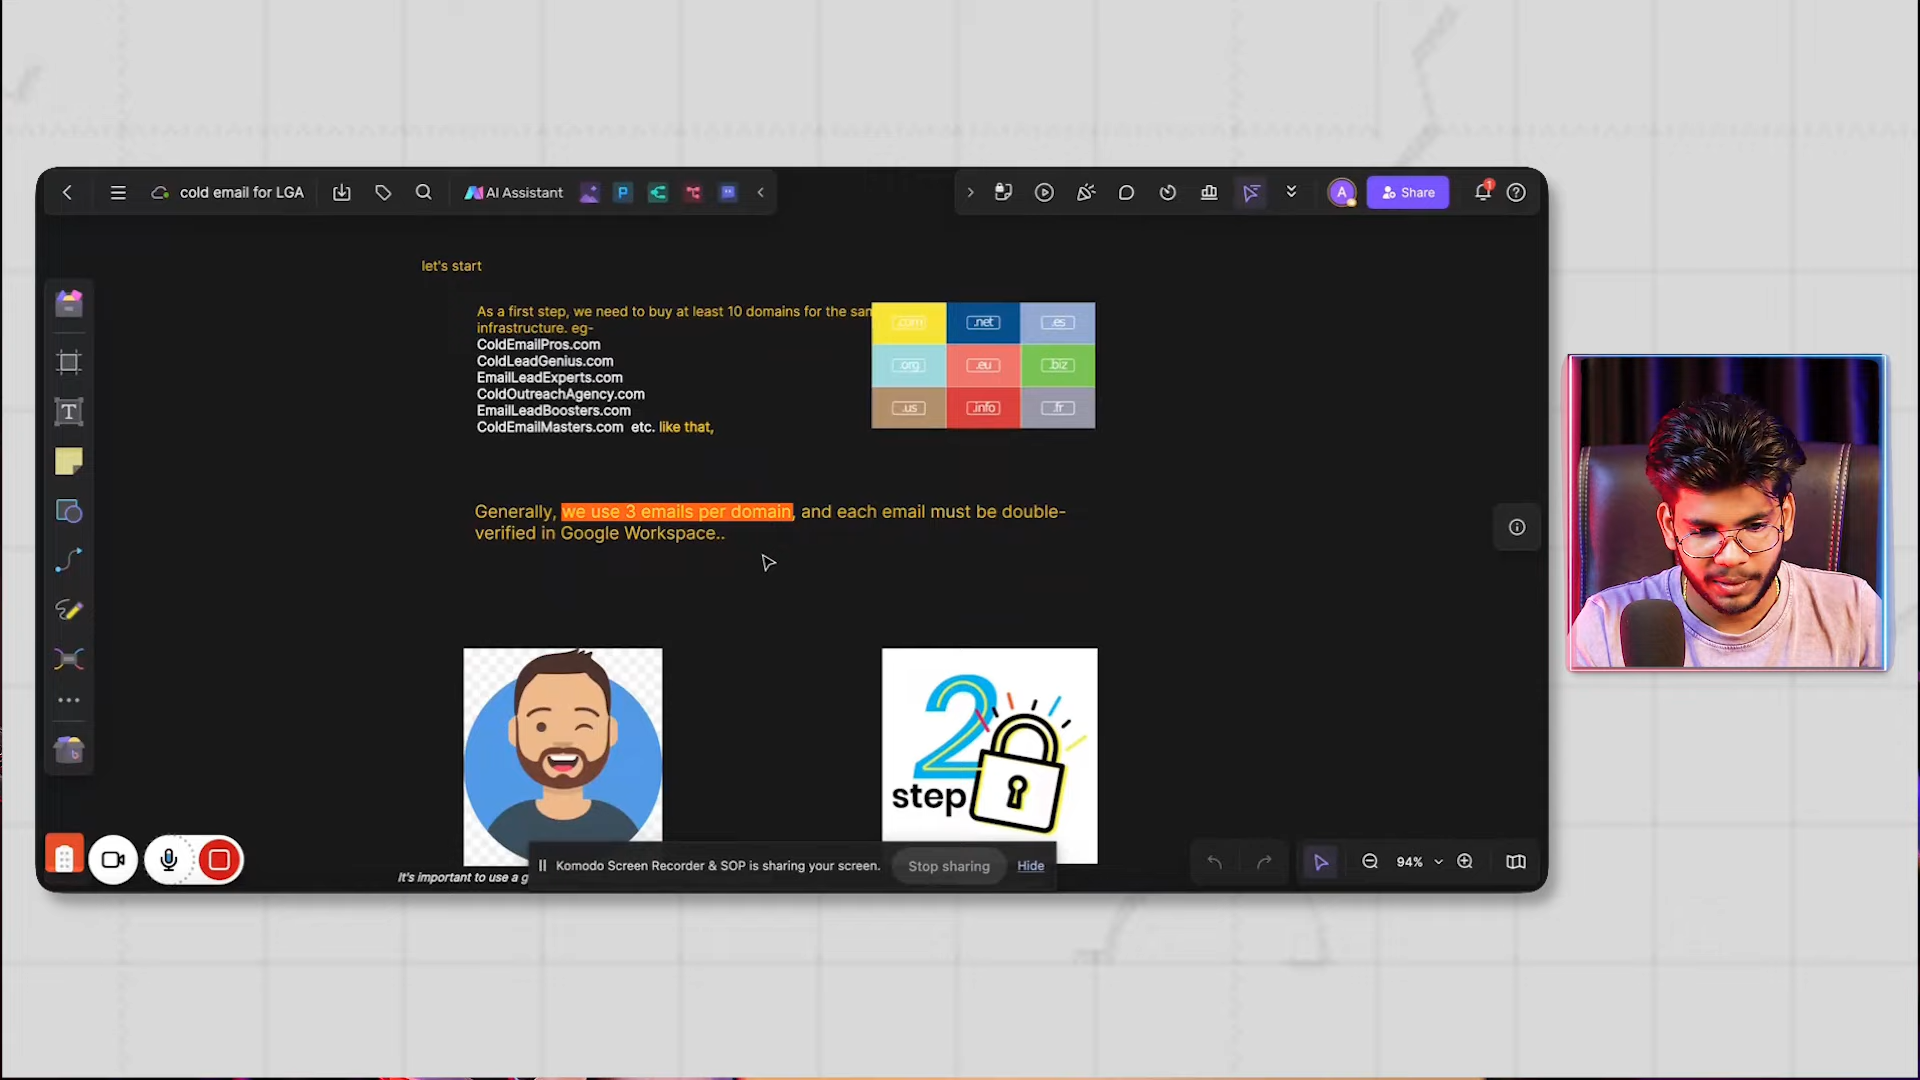 cold email for LGA
AI Assistant
P
A
Share
1
let's start
As a first step, we need to buy at least 10 domains for the
infrastructure. eg-
ColdEmailPros.com
ColdLeadGenius.com
EmailLeadExperts.com
ColdOutreachAgency.com
EmailLeadBoosters.com
ColdEmailMasters.com etc. like that,
.com
.net
.es
.org
.eu
.biz
.us
.info
.fr
Generally, we use 3 emails per domain, and each email must be double-
verified in Google Workspace..
T
2
step
It's important to use a g
Komodo Screen Recorder & SOP is sharing your screen.
Stop sharing
Hide
94%